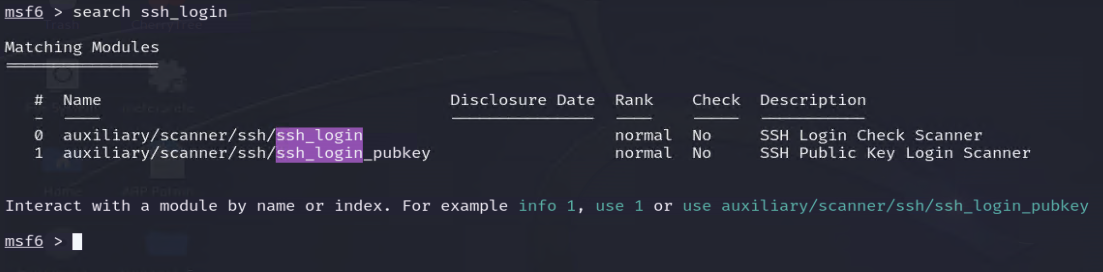 msf6 > search ssh_login
Matching Modules
================
# Name Disclosure Date Rank Check Description
- ---- --------------- ---- ----- -----------
0 auxiliary/scanner/ssh/ssh_login normal No SSH Login Check Scanner
1 auxiliary/scanner/ssh/ssh_login_pubkey normal No SSH Public Key Login Scanner
Interact with a module by name or index. For example info 1, use 1 or use auxiliary/scanner/ssh/ssh_login_pubkey
msf6 >